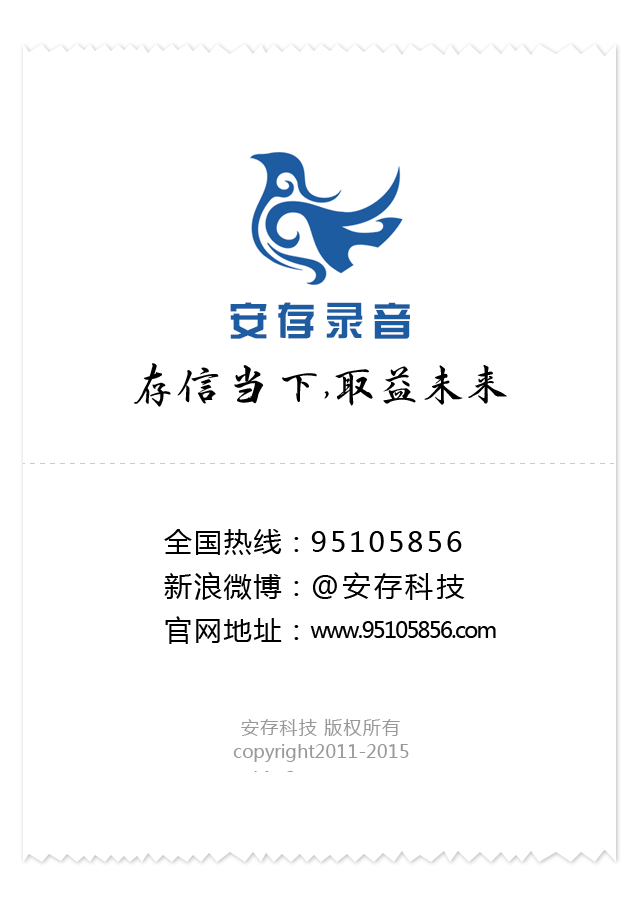 安存录音
存信当下,取益未来
全国热线：95105856
新浪微博：@安存科技
官网地址：www.95105856.com
安存科技 版权所有
copyright2011-2015